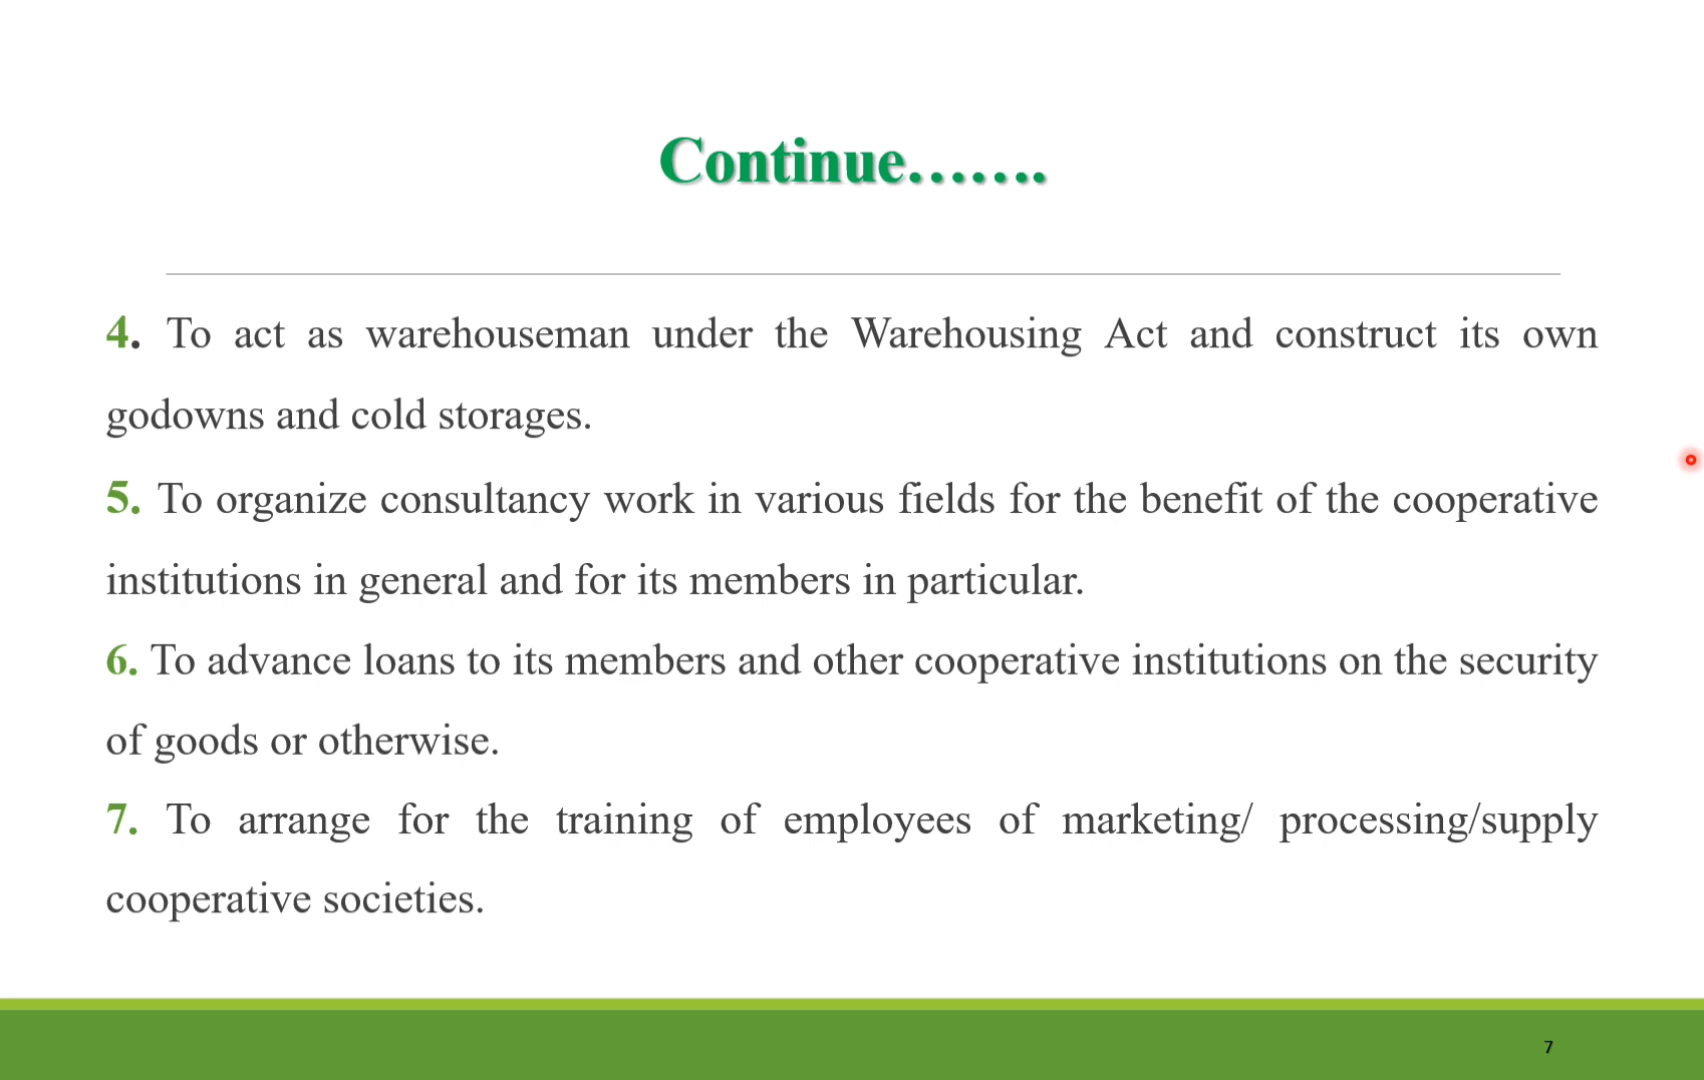 Continue…….
4. To act as warehouseman under the Warehousing Act and construct its own
godowns and cold storages.
5. To organize consultancy work in various fields for the benefit of the cooperative
institutions in general and for its members in particular.
6. To advance loans to its members and other cooperative institutions on the security
of goods or otherwise.
7. To arrange for the training of employees of marketing/ processing/supply
cooperative societies.
7